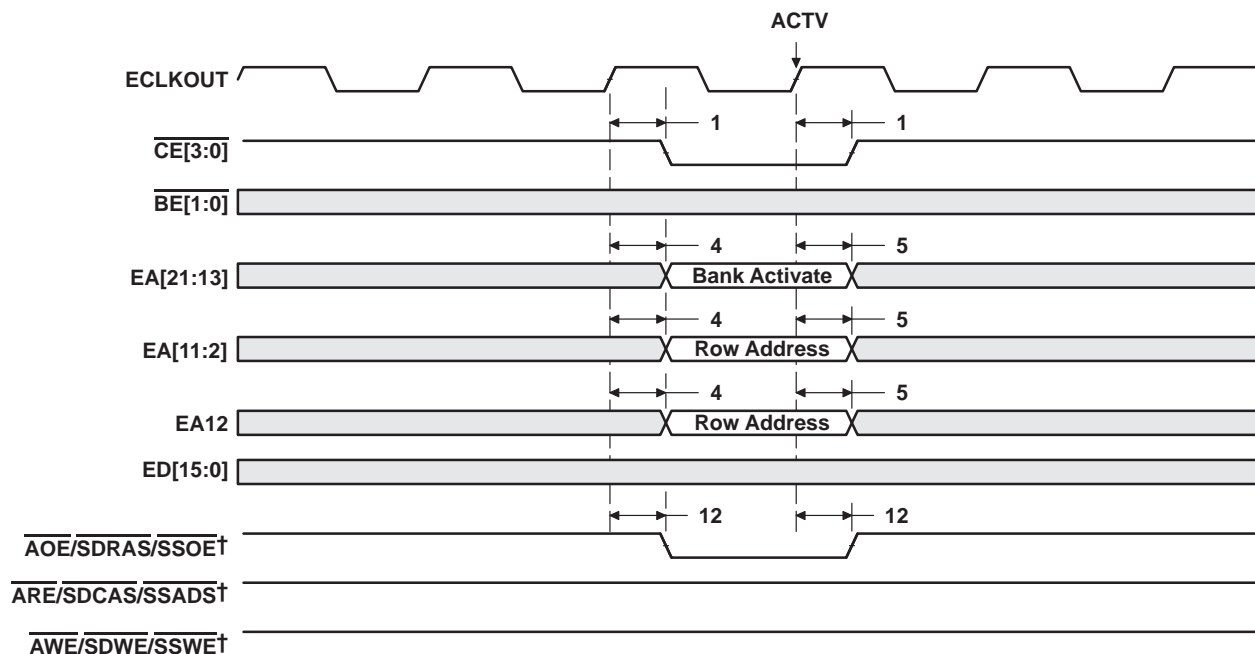 ACTV
ECLKOUT
1 1
CE[3:0]
BE[1:0]
4 5
EA[21:13] Bank Activate
4 5
EA[11:2] Row Address
4 5
EA12 Row Address
ED[15:0]
12 12
AOE/SDRAS/SSOE†
ARE/SDCAS/SSADS†
AWE/SDWE/SSWE†